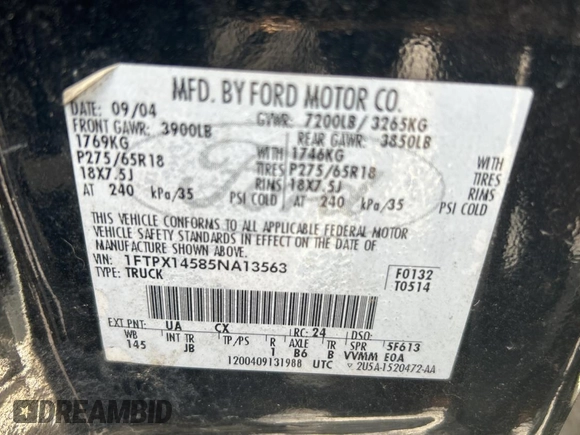 MFD. BY FORD MOTOR CO.
DATE: 09/04 GVWR: 7200LB / 3265KG
FRONT GAWR: 3900LB REAR GAWR: 3850LB
1769KG WITH 1746KG WITH
P275/65R18 TIRES P275/65R18 TIRES
18X7.5J RIMS 18X7.5J RIMS
AT 240 kPa/35 PSI COLD AT 240 kPa/35 PSI COLD
THIS VEHICLE CONFORMS TO ALL APPLICABLE FEDERAL MOTOR
VEHICLE SAFETY STANDARDS IN EFFECT ON THE DATE OF
MANUFACTURE SHOWN ABOVE.
VIN: 1FTPX14585NA13563 F0132
TYPE: TRUCK T0514
EXT PNT: UA CX RC: 24 DSO:
WB INT TR TP/PS R AXLE TR SPR 5F613
145 JB 1 B6 B VVMM EOA
1200409131988 UTC 2U5A-1520472-AA
Ford
DREAMBID